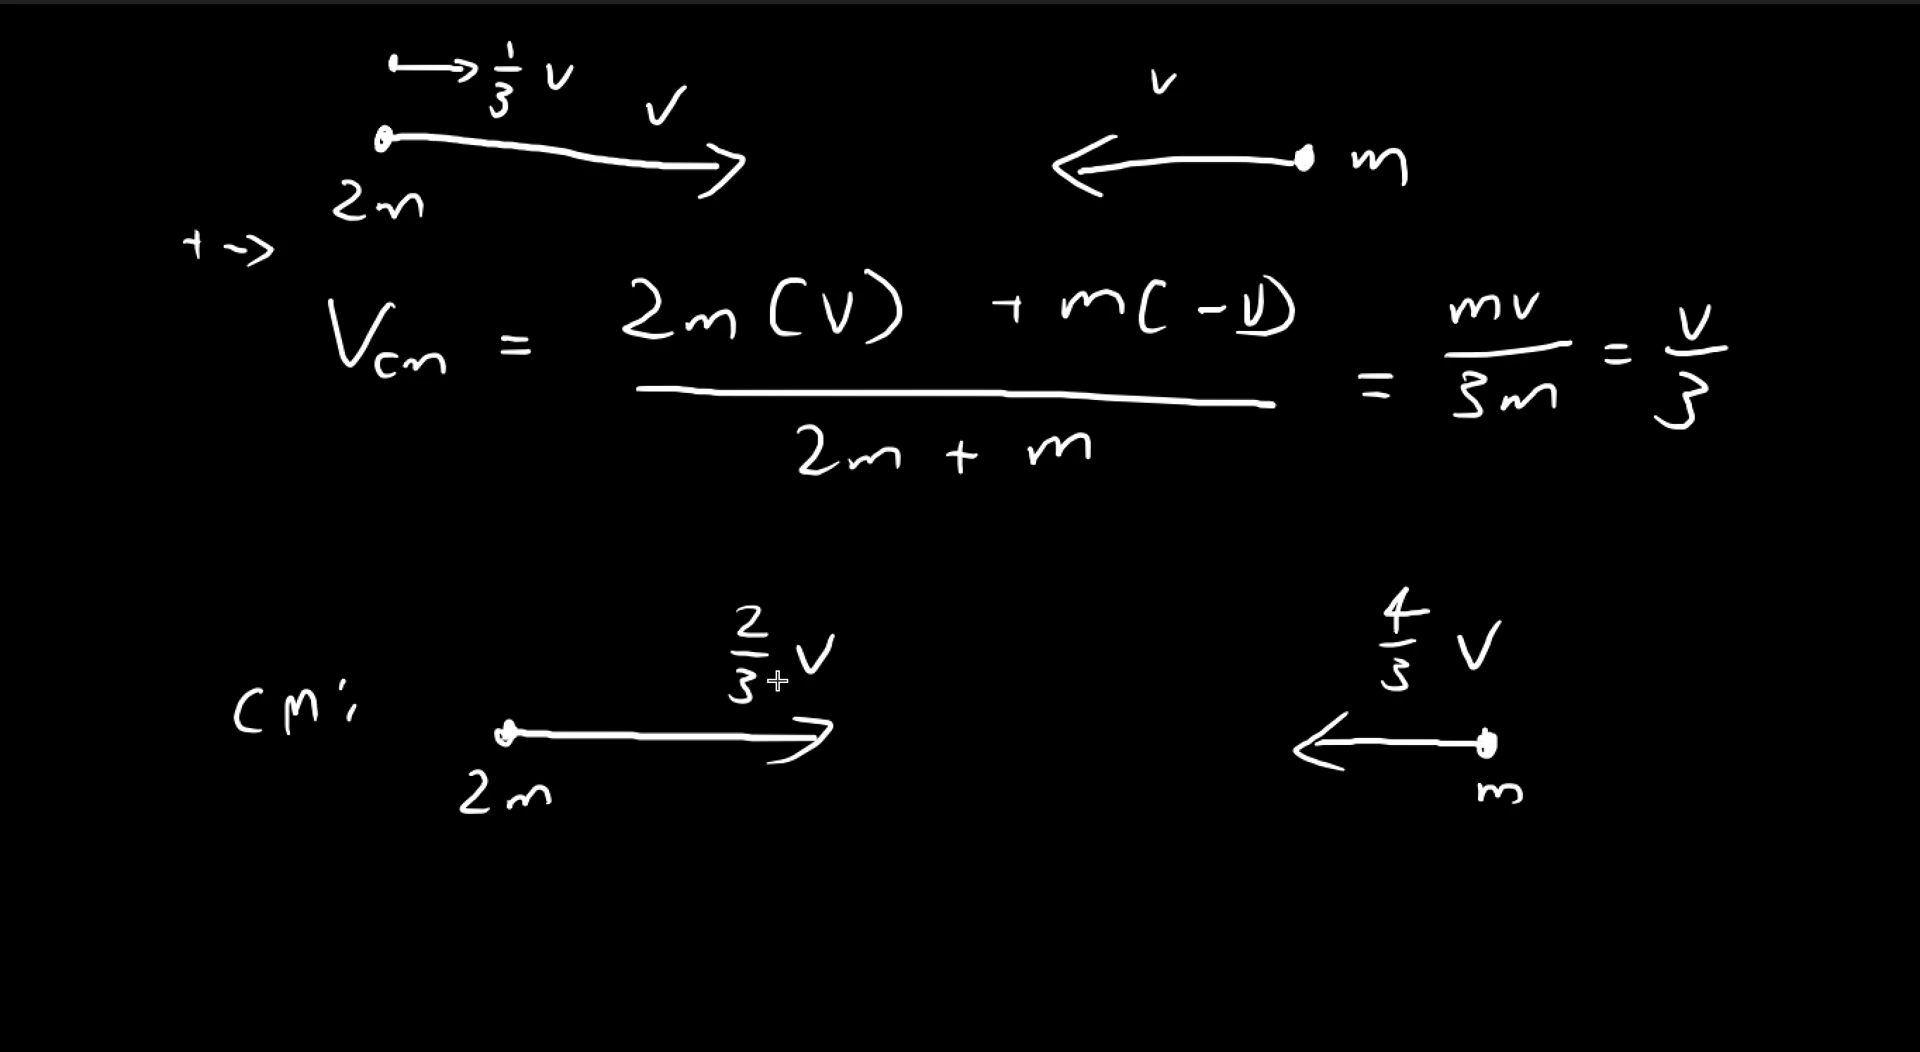 → 1/3 v
v
v
2m
m
+ →
Vcm = (2m(v) + m(-v))/(2m + m) = mv/3m = v/3
2/3 v
4/3 v
CM:
2m
m